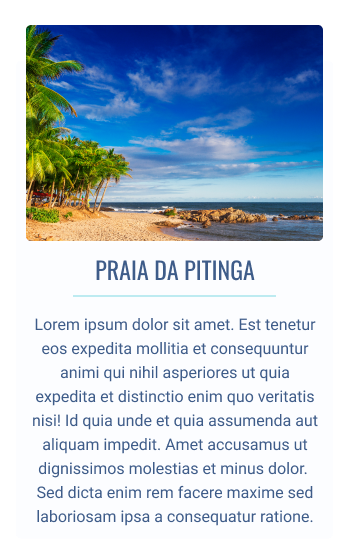 PRAIA DA PITINGA
Lorem ipsum dolor sit amet. Est tenetur
eos expedita mollitia et consequuntur
animi qui nihil asperiores ut quia
expedita et distinctio enim quo veritatis
nisi! Id quia unde et quia assumenda aut
aliquam impedit. Amet accusamus ut
dignissimos molestias et minus dolor.
Sed dicta enim rem facere maxime sed
laboriosam ipsa a consequatur ratione.